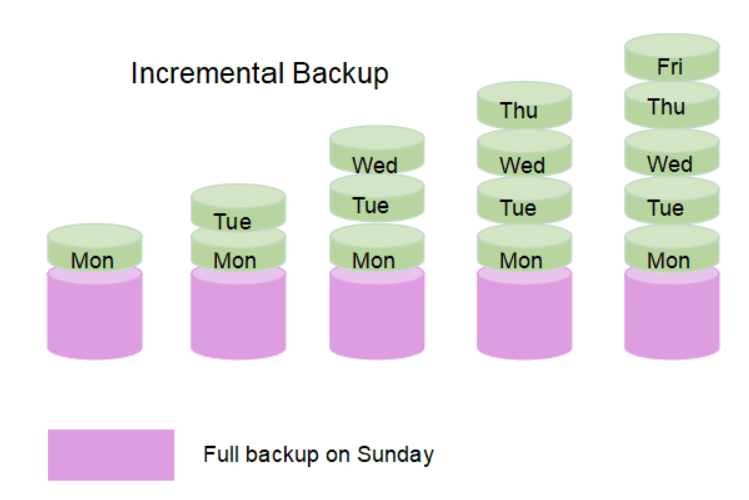 Incremental Backup
Fri
Thu
Thu
Wed
Wed
Wed
Tue
Tue
Tue
Tue
Mon
Mon
Mon
Mon
Mon
Full backup on Sunday